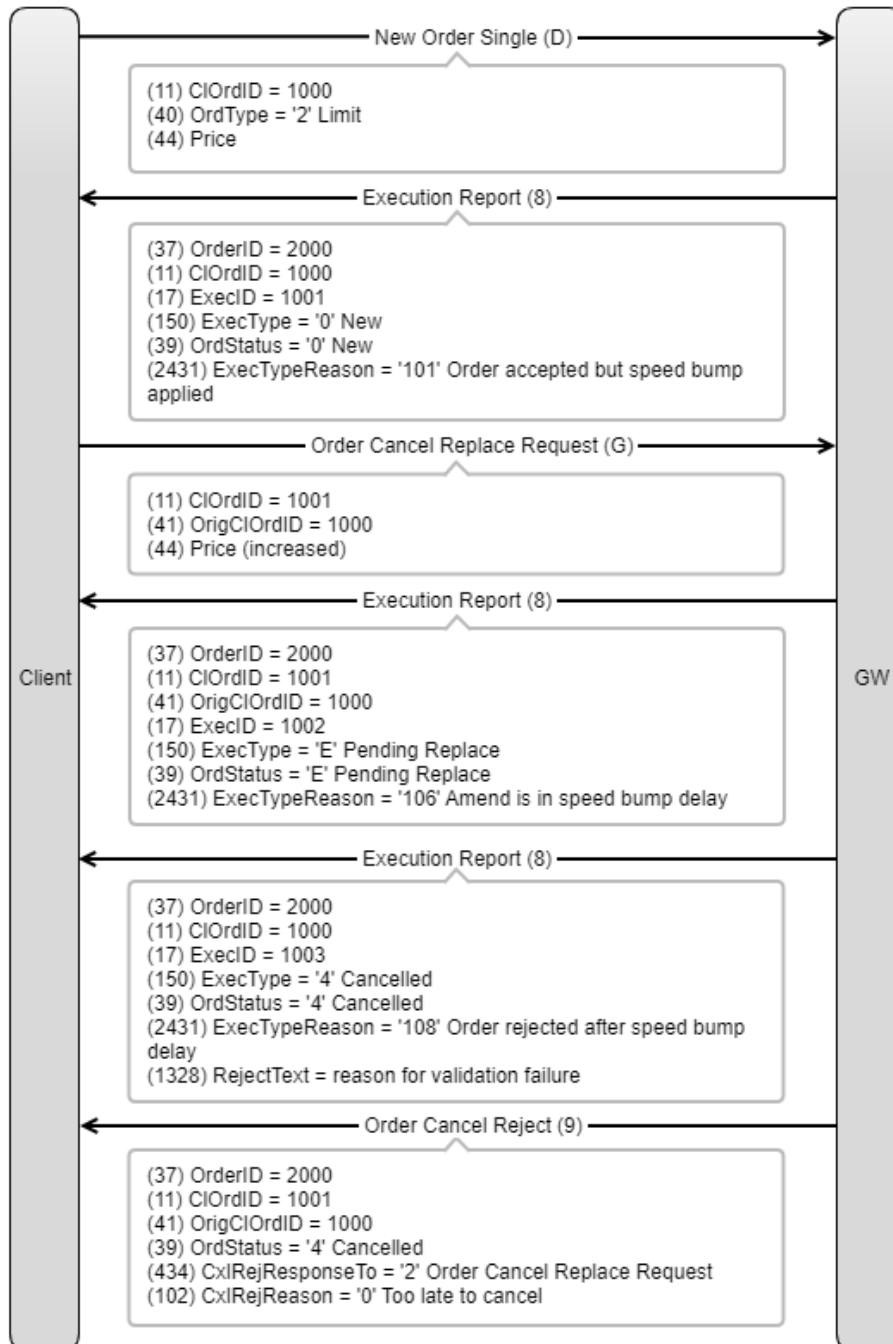 New Order Single (D)
(11) ClOrdID = 1000
(40) OrdType = '2' Limit
(44) Price
Execution Report (8)
(37) OrderID = 2000
(11) ClOrdID = 1000
(17) ExecID = 1001
(150) ExecType = '0' New
(39) OrdStatus = '0' New
(2431) ExecTypeReason = '101' Order accepted but speed bump
applied
Order Cancel Replace Request (G)
(11) ClOrdID = 1001
(41) OrigClOrdID = 1000
(44) Price (increased)
Execution Report (8)
(37) OrderID = 2000
(11) ClOrdID = 1001
(41) OrigClOrdID = 1000
(17) ExecID = 1002
(150) ExecType = 'E' Pending Replace
(39) OrdStatus = 'E' Pending Replace
(2431) ExecTypeReason = '106' Amend is in speed bump delay
Client
GW
Execution Report (8)
(37) OrderID = 2000
(11) ClOrdID = 1000
(17) ExecID = 1003
(150) ExecType = '4' Cancelled
(39) OrdStatus = '4' Cancelled
(2431) ExecTypeReason = '108' Order rejected after speed bump
delay
(1328) RejectText = reason for validation failure
Order Cancel Reject (9)
(37) OrderID = 2000
(11) ClOrdID = 1001
(41) OrigClOrdID = 1000
(39) OrdStatus = '4' Cancelled
(434) CxlRejResponseTo = '2' Order Cancel Replace Request
(102) CxlRejReason = '0' Too late to cancel